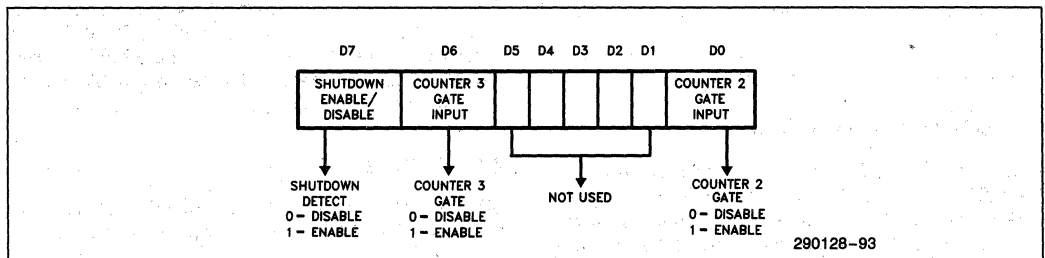 D7 D6 D5 D4 D3 D2 D1 D0
SHUTDOWN
ENABLE/
DISABLE
COUNTER 3
GATE
INPUT
COUNTER 2
GATE
INPUT
SHUTDOWN
DETECT
0 – DISABLE
1 – ENABLE
COUNTER 3
GATE
0 – DISABLE
1 – ENABLE
NOT USED
COUNTER 2
GATE
0 – DISABLE
1 – ENABLE
290128–93